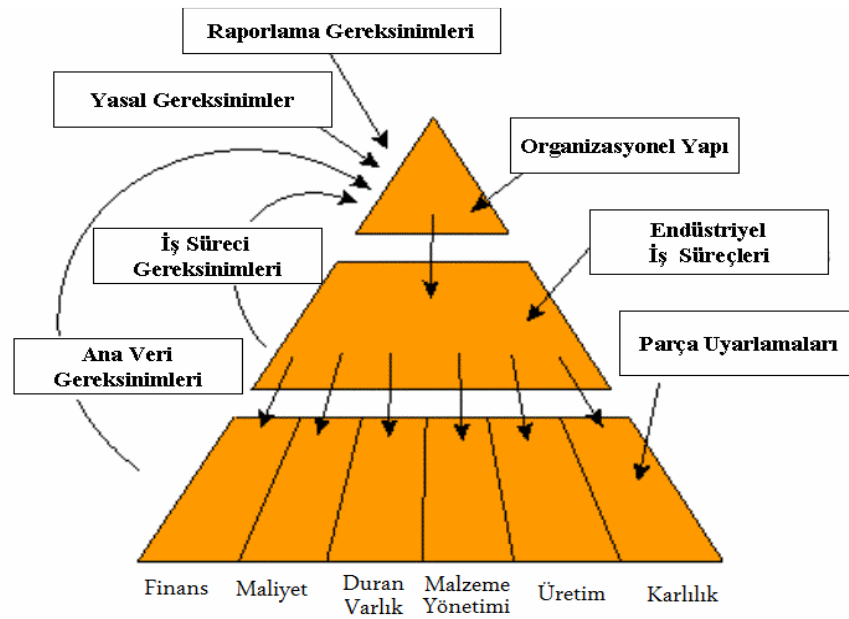 Raporlama Gereksinimleri
Yasal Gereksinimler
Organizasyonel Yapı
İş Süreci
Gereksinimleri
Endüstriyel
İş Süreçleri
Ana Veri
Gereksinimleri
Parça Uyarlamaları
Finans
Maliyet
Duran
Varlık
Malzeme
Yönetimi
Üretim
Karlılık